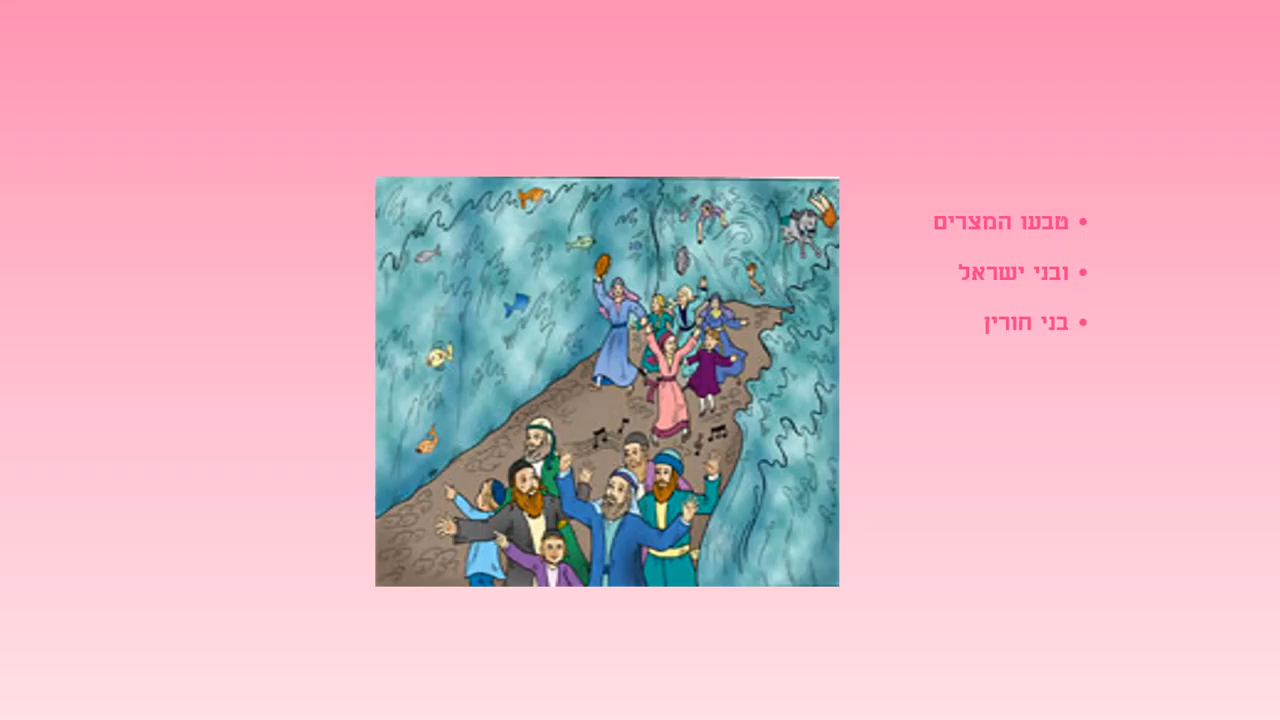 • טבעו המצרים
• ובני ישראל
• בני חורין